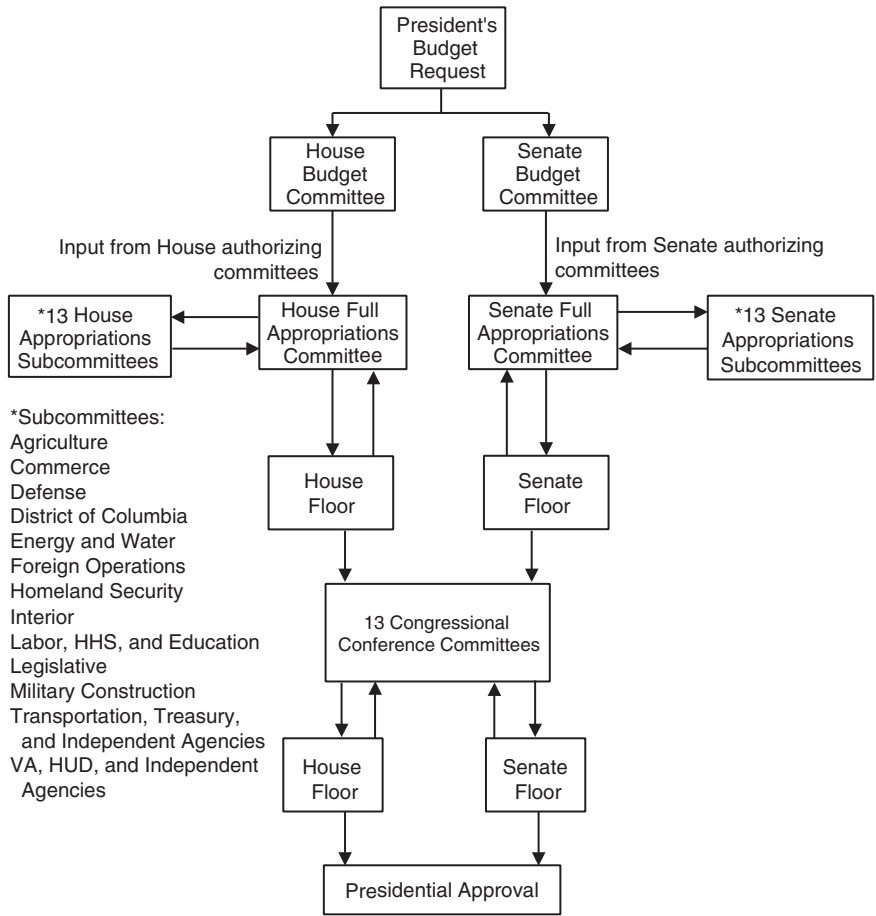 President's
Budget
Request
House
Budget
Committee
Senate
Budget
Committee
Input from House authorizing
committees
Input from Senate authorizing
committees
*13 House
Appropriations
Subcommittees
House Full
Appropriations
Committee
Senate Full
Appropriations
Committee
*13 Senate
Appropriations
Subcommittees
*Subcommittees:
Agriculture
Commerce
Defense
District of Columbia
Energy and Water
Foreign Operations
Homeland Security
Interior
Labor, HHS, and Education
Legislative
Military Construction
Transportation, Treasury,
and Independent Agencies
VA, HUD, and Independent
Agencies
House
Floor
Senate
Floor
13 Congressional
Conference Committees
House
Floor
Senate
Floor
Presidential Approval